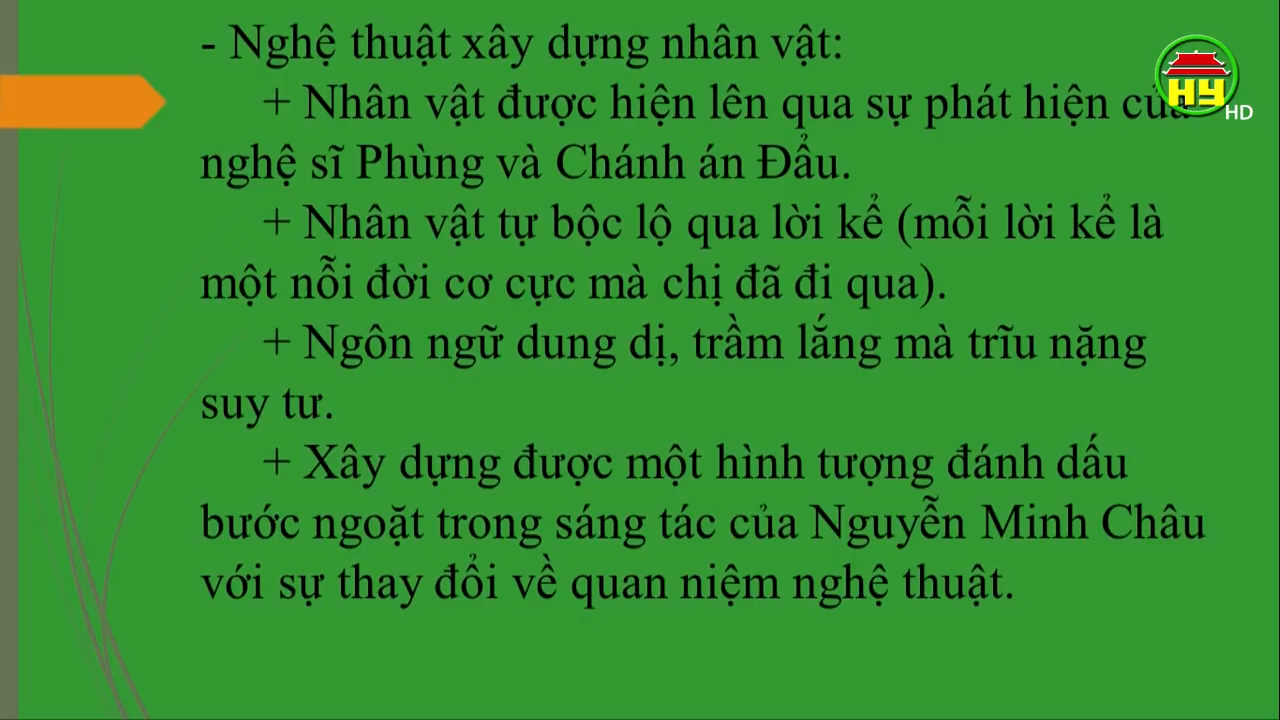 - Nghệ thuật xây dựng nhân vật:
+ Nhân vật được hiện lên qua sự phát hiện của
nghệ sĩ Phùng và Chánh án Đẩu.
+ Nhân vật tự bộc lộ qua lời kể (mỗi lời kể là
một nỗi đời cơ cực mà chị đã đi qua).
+ Ngôn ngữ dung dị, trầm lắng mà trĩu nặng
suy tư.
+ Xây dựng được một hình tượng đánh dấu
bước ngoặt trong sáng tác của Nguyễn Minh Châu
với sự thay đổi về quan niệm nghệ thuật.
HY
HD